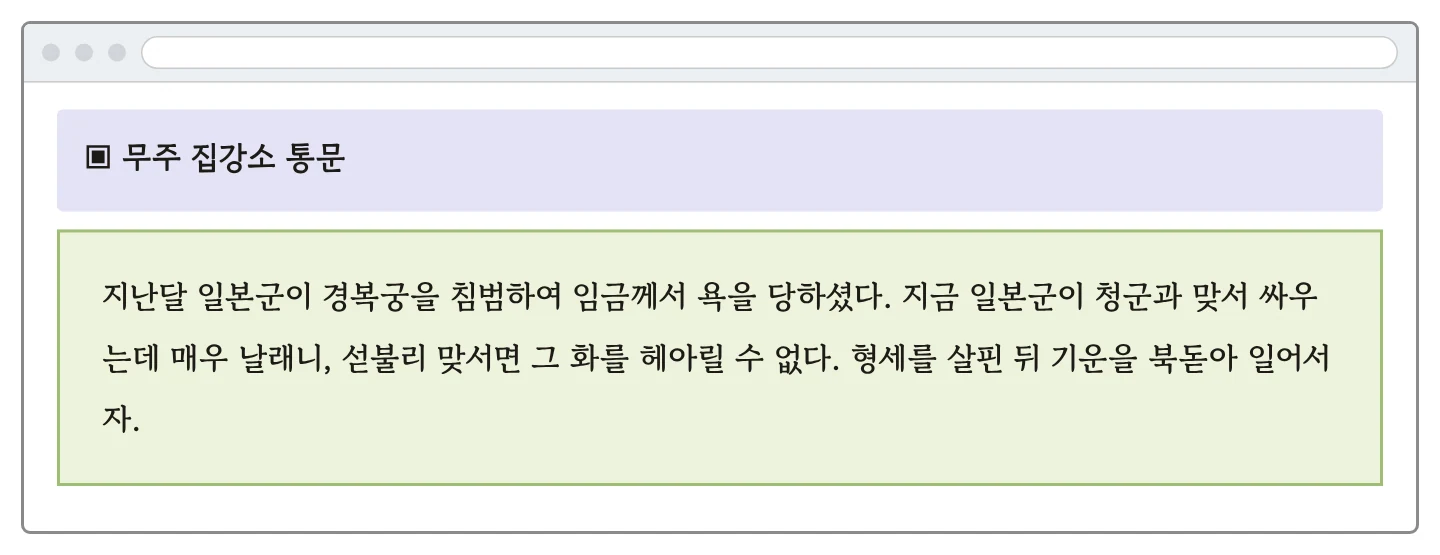 ▣ 무주 집강소 통문
지난달 일본군이 경복궁을 침범하여 임금께서 욕을 당하셨다. 지금 일본군이 청군과 맞서 싸우
는데 매우 날래니, 섣불리 맞서면 그 화를 헤아릴 수 없다. 형세를 살핀 뒤 기운을 북돋아 일어서
자.